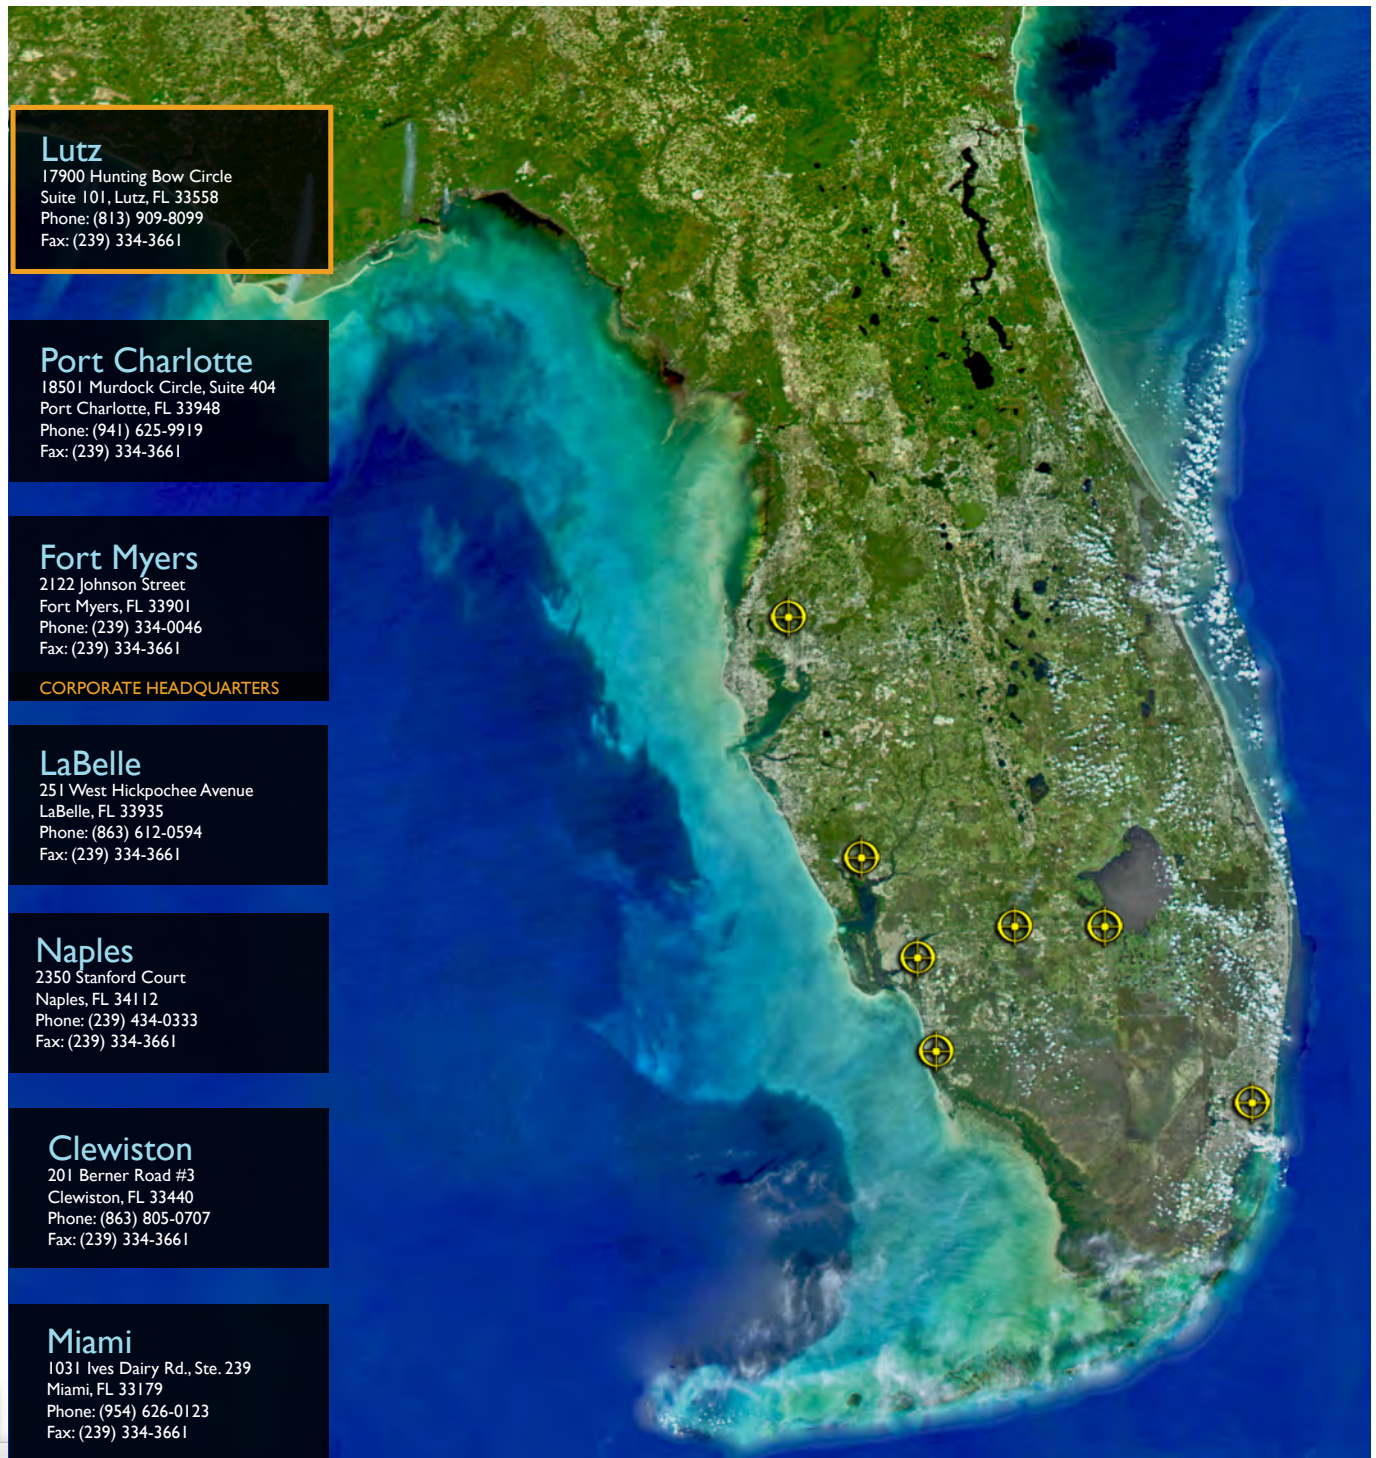 Lutz
17900 Hunting Bow Circle
Suite 101, Lutz, FL 33558
Phone: (813) 909-8099
Fax: (239) 334-3661
Port Charlotte
18501 Murdock Circle, Suite 404
Port Charlotte, FL 33948
Phone: (941) 625-9919
Fax: (239) 334-3661
Fort Myers
2122 Johnson Street
Fort Myers, FL 33901
Phone: (239) 334-0046
Fax: (239) 334-3661
CORPORATE HEADQUARTERS
LaBelle
251 West Hickpochee Avenue
LaBelle, FL 33935
Phone: (863) 612-0594
Fax: (239) 334-3661
Naples
2350 Stanford Court
Naples, FL 34112
Phone: (239) 434-0333
Fax: (239) 334-3661
Clewiston
201 Berner Road #3
Clewiston, FL 33440
Phone: (863) 805-0707
Fax: (239) 334-3661
Miami
1031 Ives Dairy Rd., Ste. 239
Miami, FL 33179
Phone: (954) 626-0123
Fax: (239) 334-3661